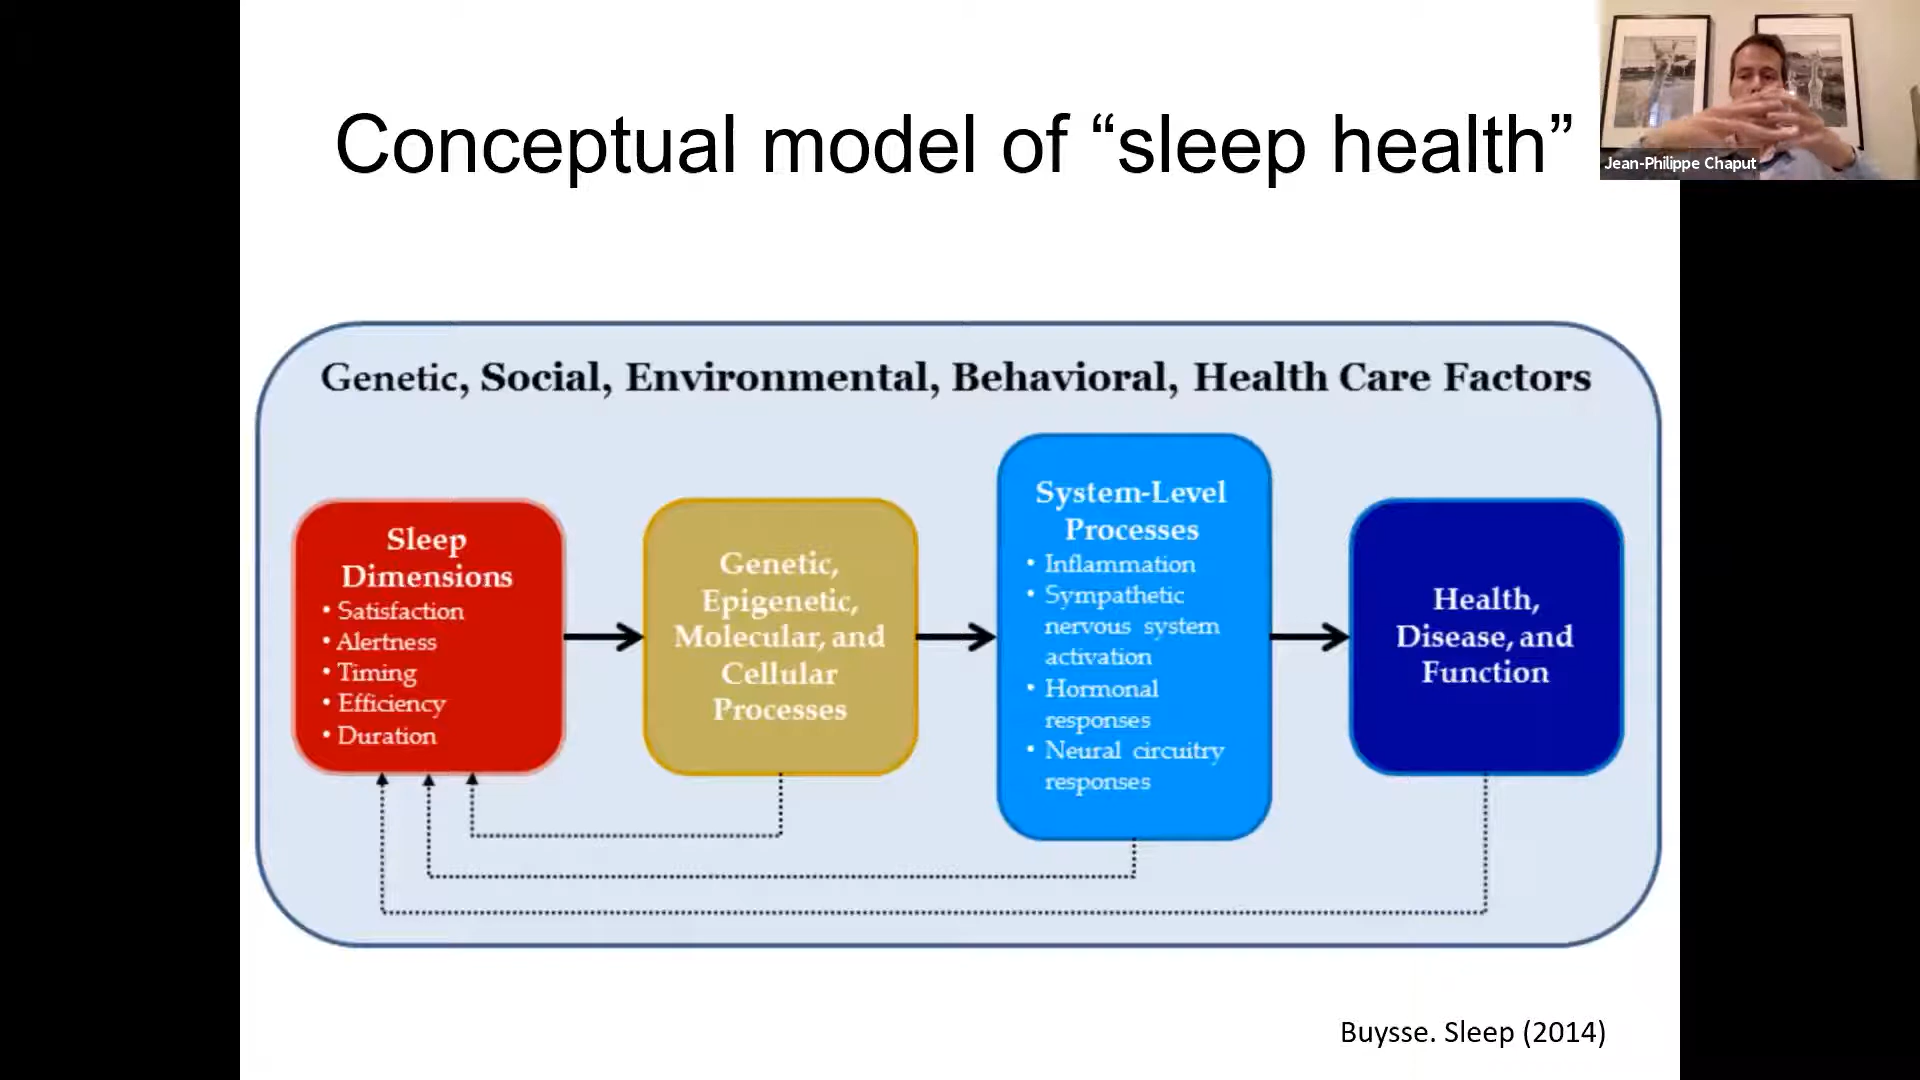 Conceptual model of “sleep health”
Jean-Philippe Chaput
Genetic, Social, Environmental, Behavioral, Health Care Factors
Sleep
Dimensions
• Satisfaction
• Alertness
• Timing
• Efficiency
• Duration
Genetic,
Epigenetic,
Molecular, and
Cellular
Processes
System-Level
Processes
• Inflammation
• Sympathetic
nervous system
activation
• Hormonal
responses
• Neural circuitry
responses
Health,
Disease, and
Function
Buysse. Sleep (2014)